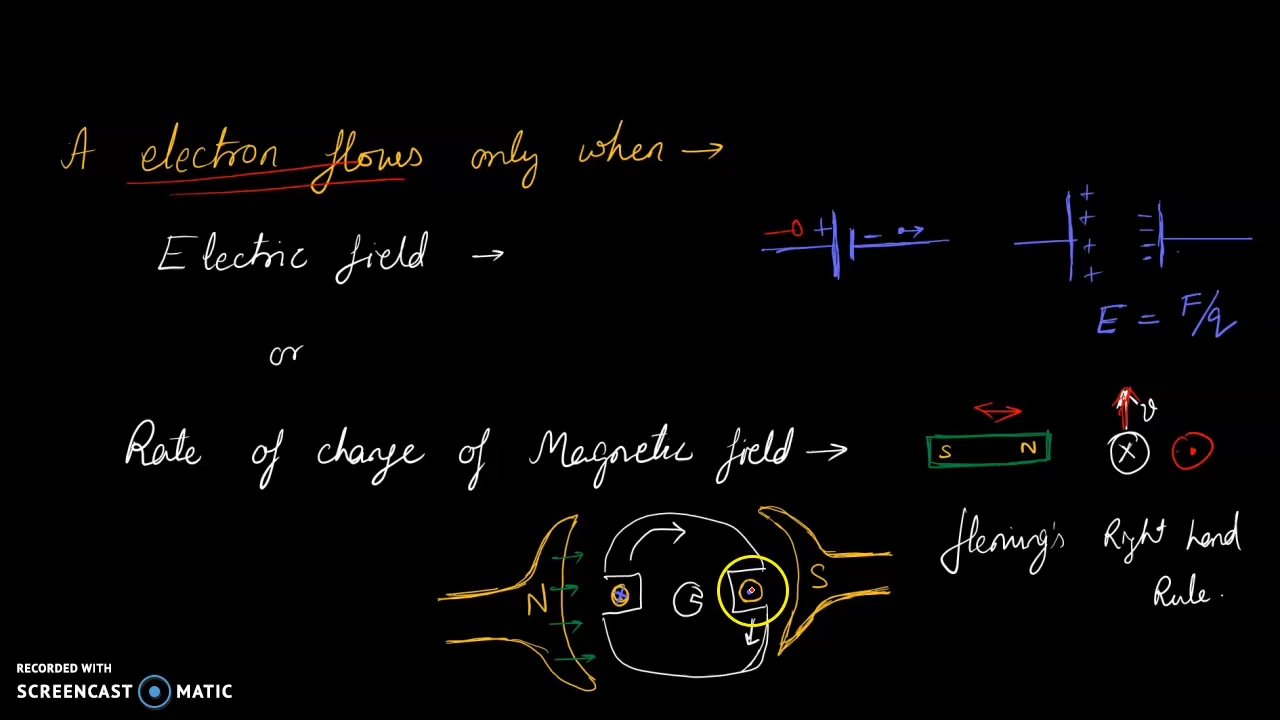 A electron flows only when →
Electric field →
+ −
+ + + +
− − − −
E = F/q
or
Rate of change of Magnetic field →
S N
v
x
N
x
S
Fleming's Right hand
Rule.
RECORDED WITH
SCREENCAST MATIC